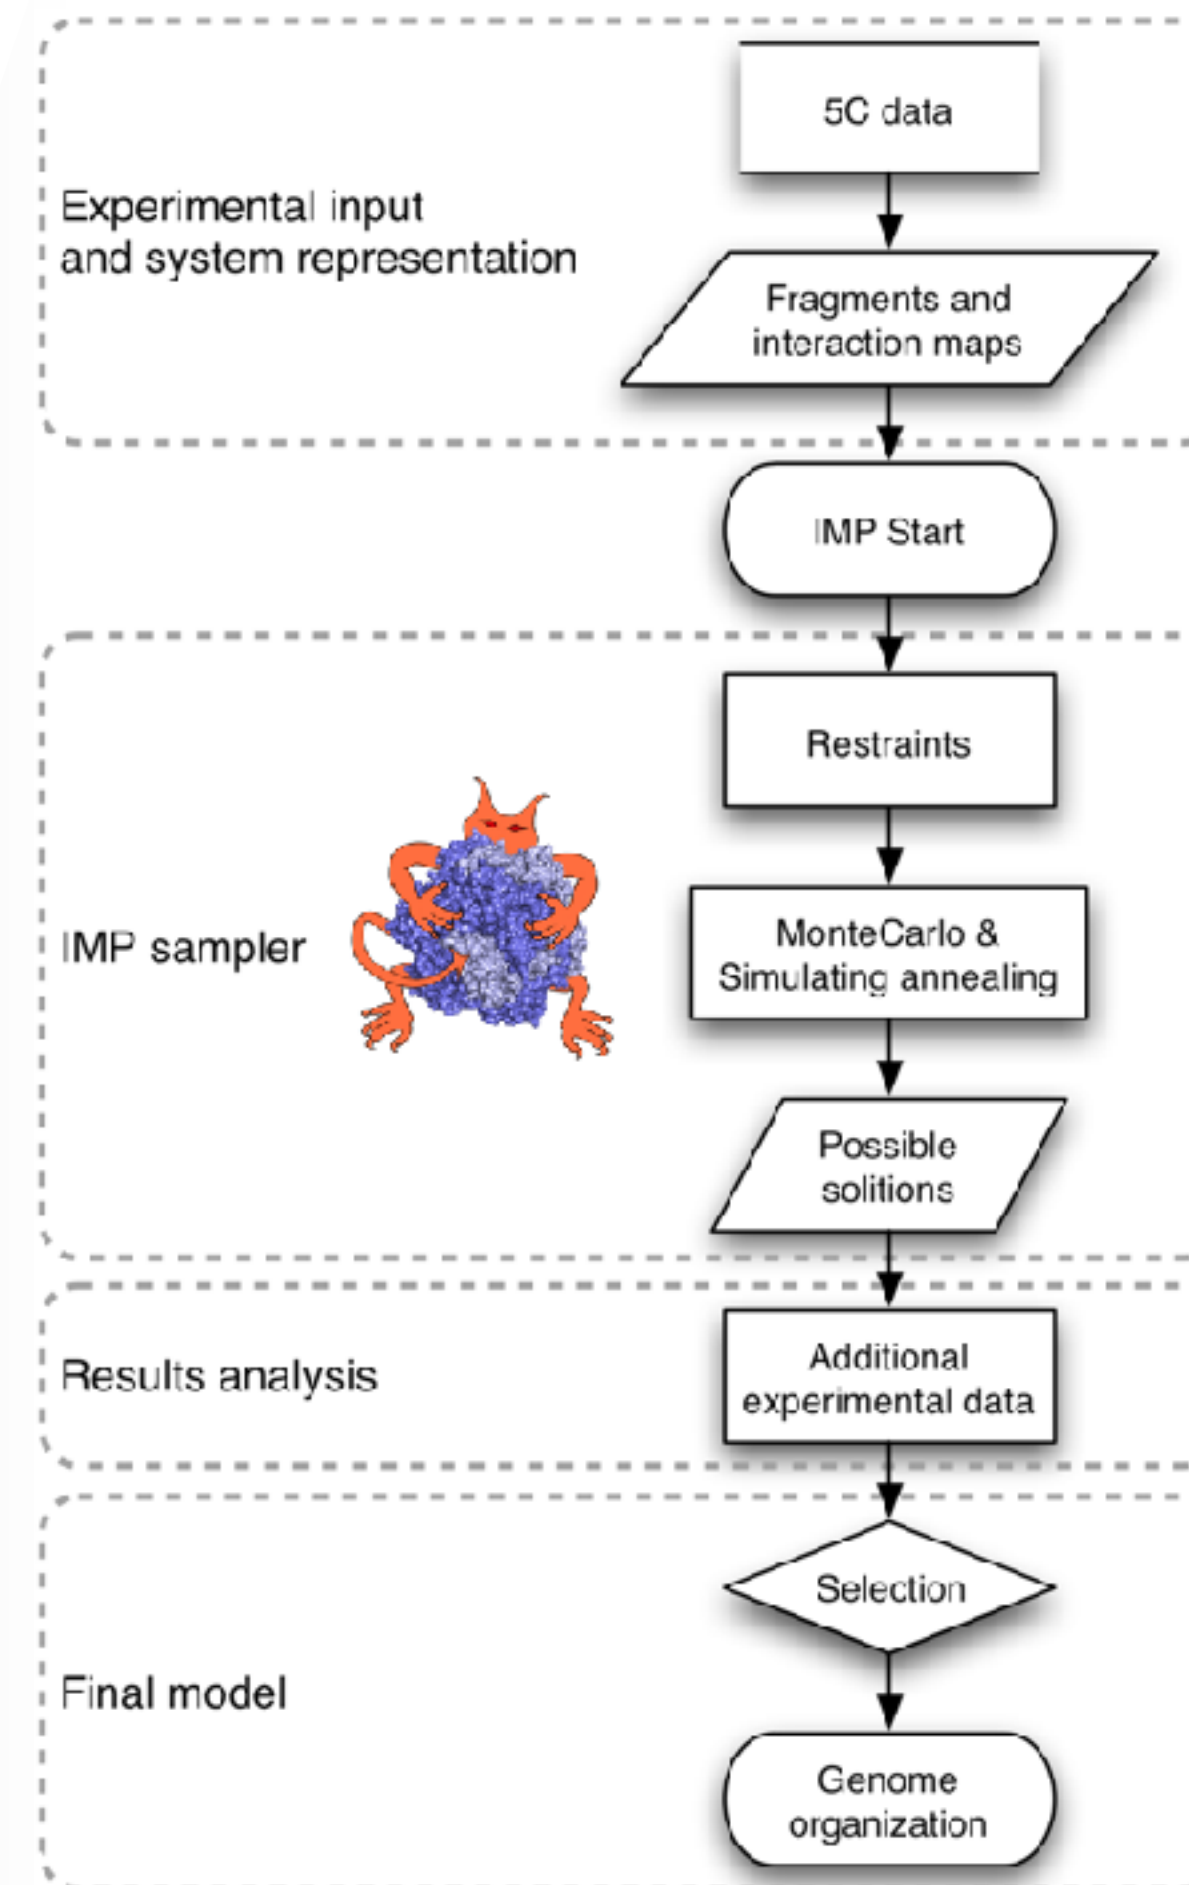 5C data
Experimental input
and system representation
Fragments and
interaction maps
IMP Start
Restraints
IMP sampler
MonteCarlo &
Simulating annealing
Possible
solitions
Results analysis
Additional
experimental data
Selection
Final model
Genome
organization